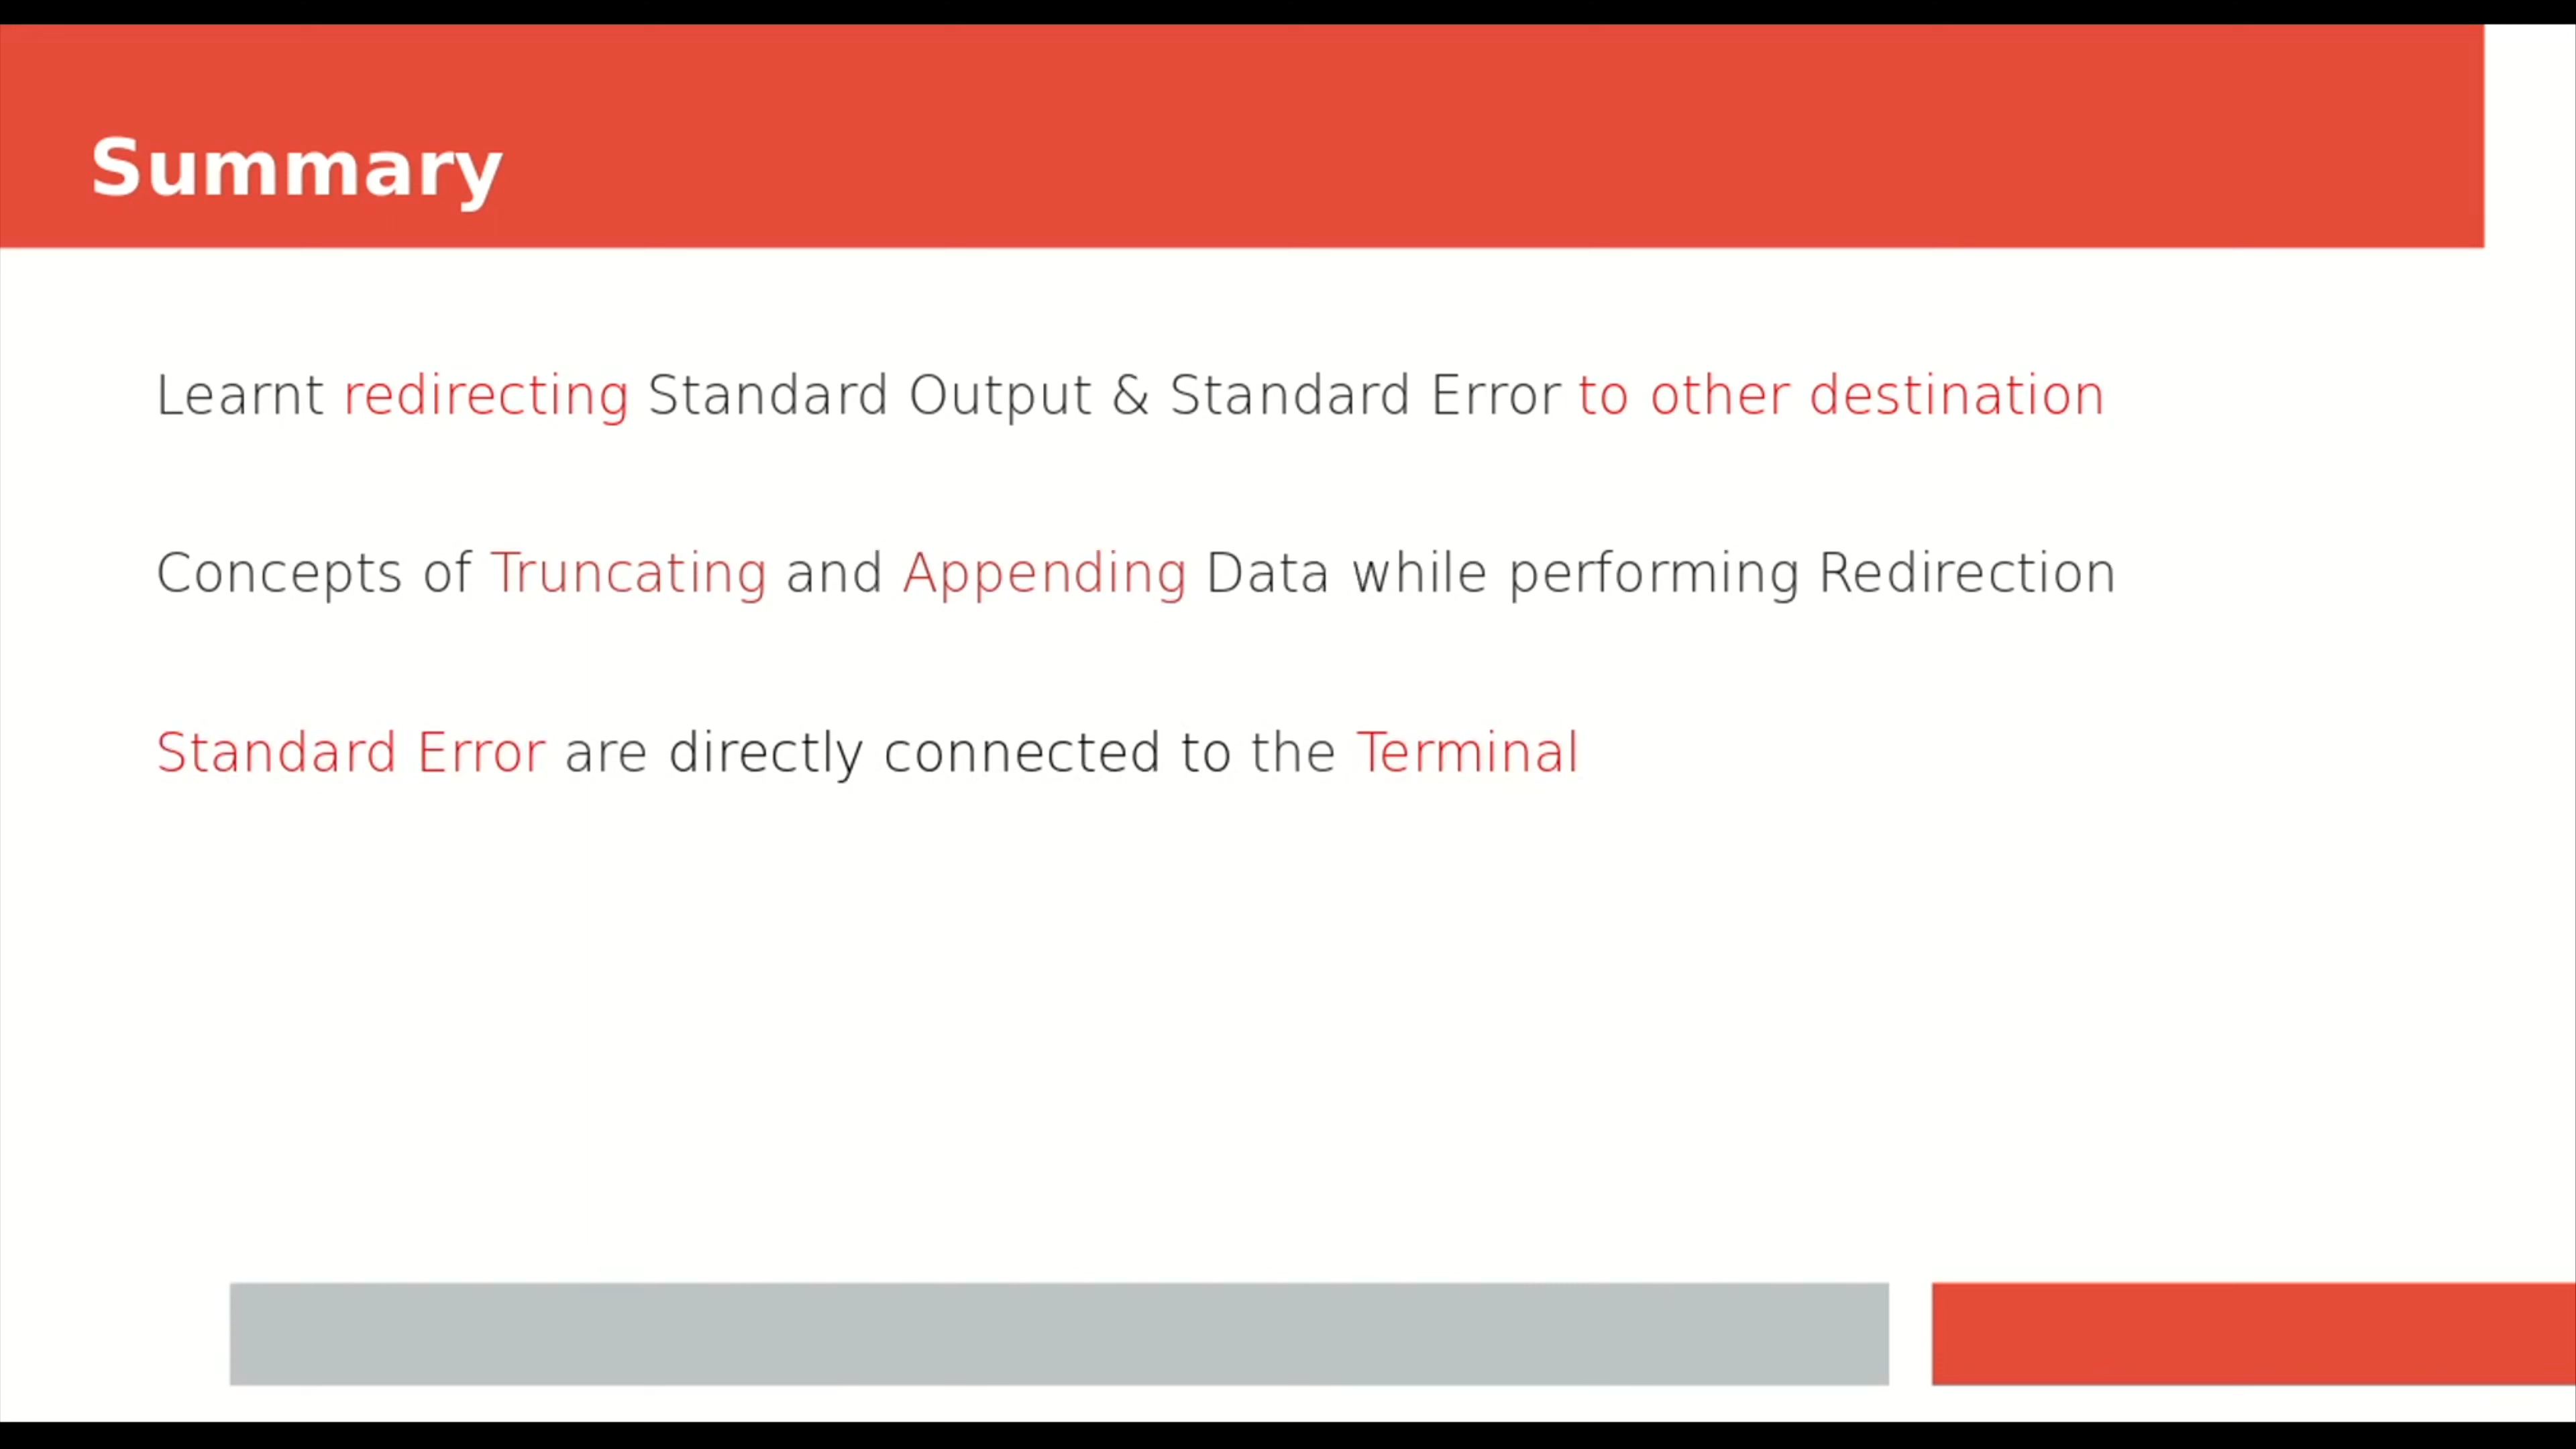 Summary
Learnt redirecting Standard Output & Standard Error to other destination
Concepts of Truncating and Appending Data while performing Redirection
Standard Error are directly connected to the Terminal